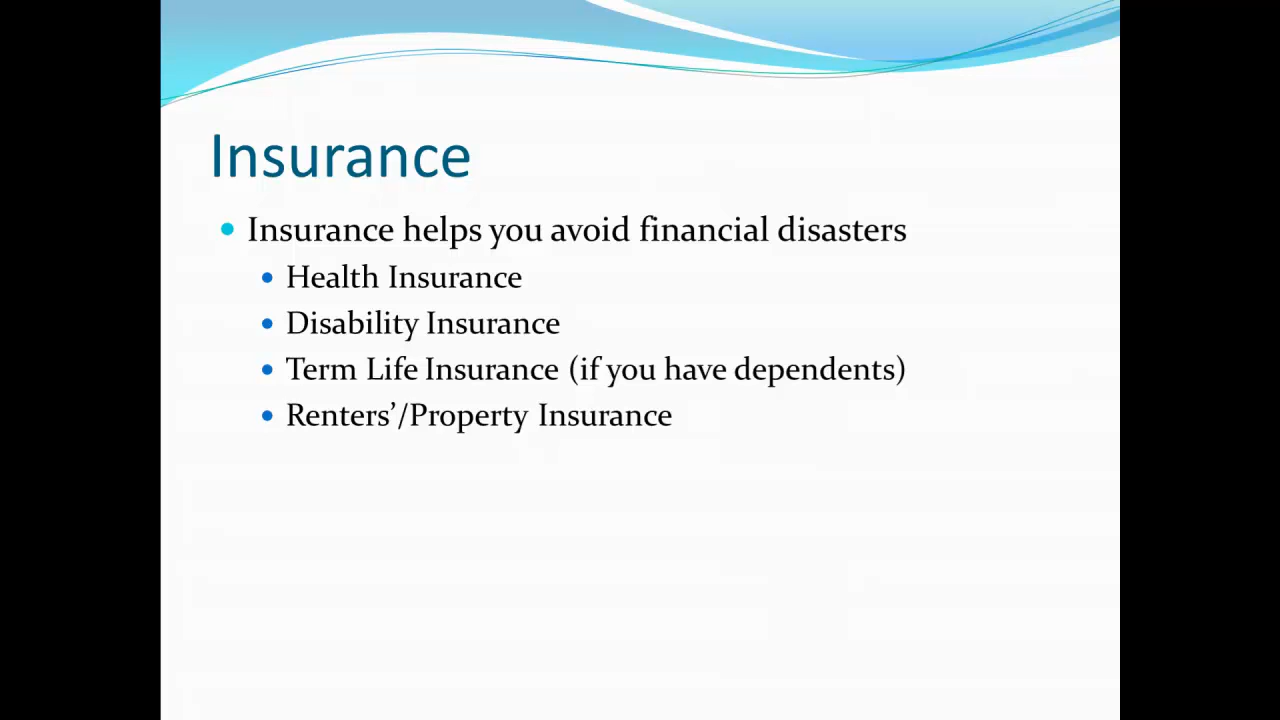 Insurance
Insurance helps you avoid financial disasters
Health Insurance
Disability Insurance
Term Life Insurance (if you have dependents)
Renters’/Property Insurance